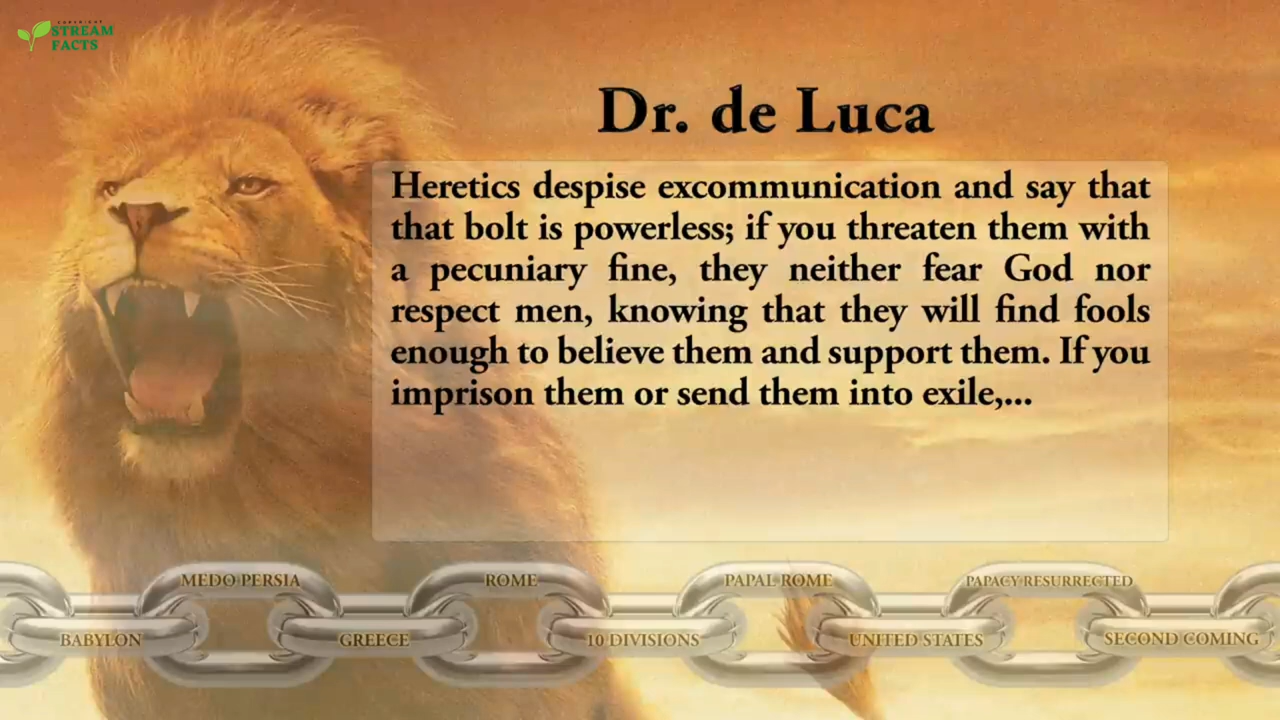 STREAM
FACTS
Dr. de Luca
Heretics despise excommunication and say that
that bolt is powerless; if you threaten them with
a pecuniary fine, they neither fear God nor
respect men, knowing that they will find fools
enough to believe them and support them. If you
imprison them or send them into exile,...
MEDO PERSIA ROME PAPAL ROME PAPACY RESURRECTED
BABYLON GREECE 10 DIVISIONS UNITED STATES SECOND COMING